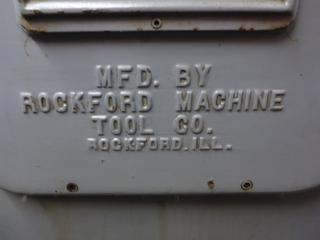 MFD. BY
ROCKFORD MACHINE
TOOL CO.
ROCKFORD, ILL.